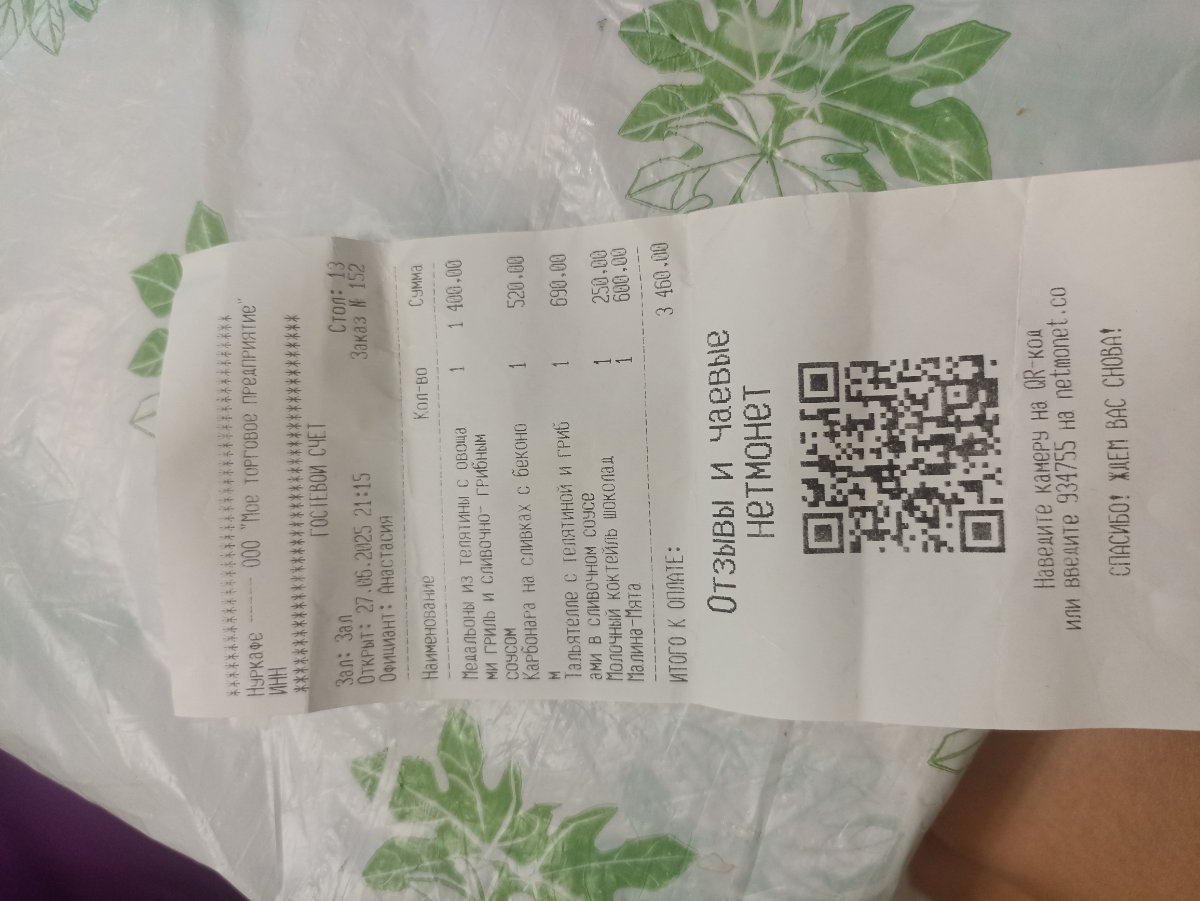 ************************************
Нуркафе ----- ООО "Мое торговое предприятие"
ИНН
************************************
ГОСТЕВОЙ СЧЕТ
Зал: Зал Стол: 13
Открыт: 27.06.2025 21:15 Заказ № 152
Официант: Анастасия
Наименование Кол-во Сумма
Медальоны из телятины с овоща 1 1 400.00
ми гриль и сливочно- грибным
соусом
Карбонара на сливках с беконо 1 520.00
м
Тальятелле с телятиной и гриб 1 690.00
ами в сливочном соусе
Молочный коктейль шоколад 1 250.00
Малина-Мята 1 600.00
ИТОГО К ОПЛАТЕ: 3 460.00
Отзывы и чаевые
нетмонет
Наведите камеру на QR-код
или введите 934755 на netmonet.co
СПАСИБО! ЖДЕМ ВАС СНОВА!